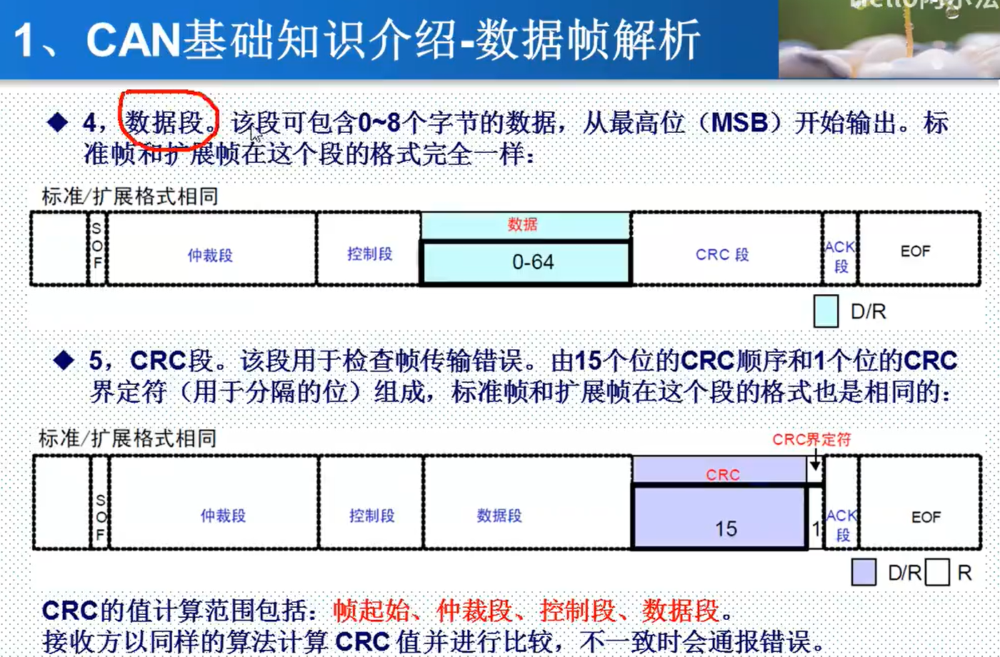 1、CAN基础知识介绍-数据帧解析
4，数据段。该段可包含0~8个字节的数据，从最高位（MSB）开始输出。标
准帧和扩展帧在这个段的格式完全一样：
标准/扩展格式相同
SOF
仲裁段
控制段
数据
0-64
CRC 段
ACK
段
EOF
D/R
5，CRC段。该段用于检查帧传输错误。由15个位的CRC顺序和1个位的CRC
界定符（用于分隔的位）组成，标准帧和扩展帧在这个段的格式也是相同的：
标准/扩展格式相同
CRC界定符
SOF
仲裁段
控制段
数据段
CRC
15
1
ACK
段
EOF
D/R
R
CRC的值计算范围包括：帧起始、仲裁段、控制段、数据段。
接收方以同样的算法计算 CRC 值并进行比较，不一致时会通报错误。